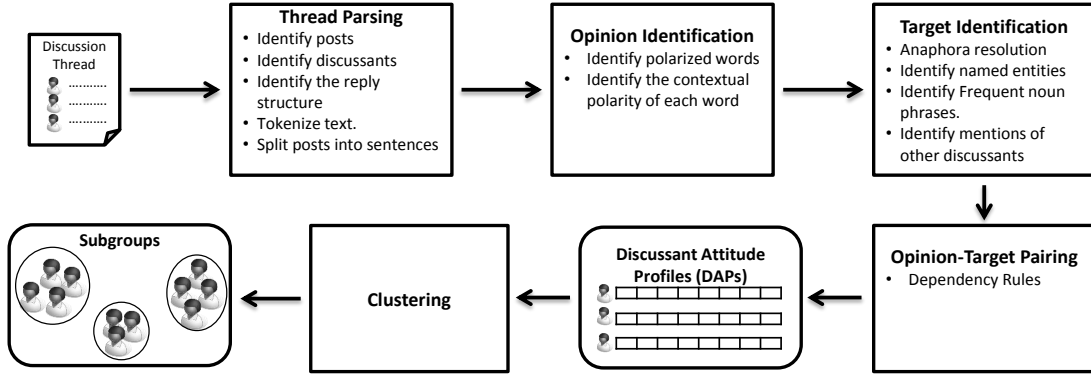 Discussion
Thread
...........
...........
...........
Thread Parsing
• Identify posts
• Identify discussants
• Identify the reply
structure
• Tokenize text.
• Split posts into sentences
Opinion Identification
• Identify polarized words
• Identify the contextual
polarity of each word
Target Identification
• Anaphora resolution
• Identify named entities
• Identify Frequent noun
phrases.
• Identify mentions of
other discussants
Opinion-Target Pairing
• Dependency Rules
Discussant Attitude
Profiles (DAPs)
Clustering
Subgroups